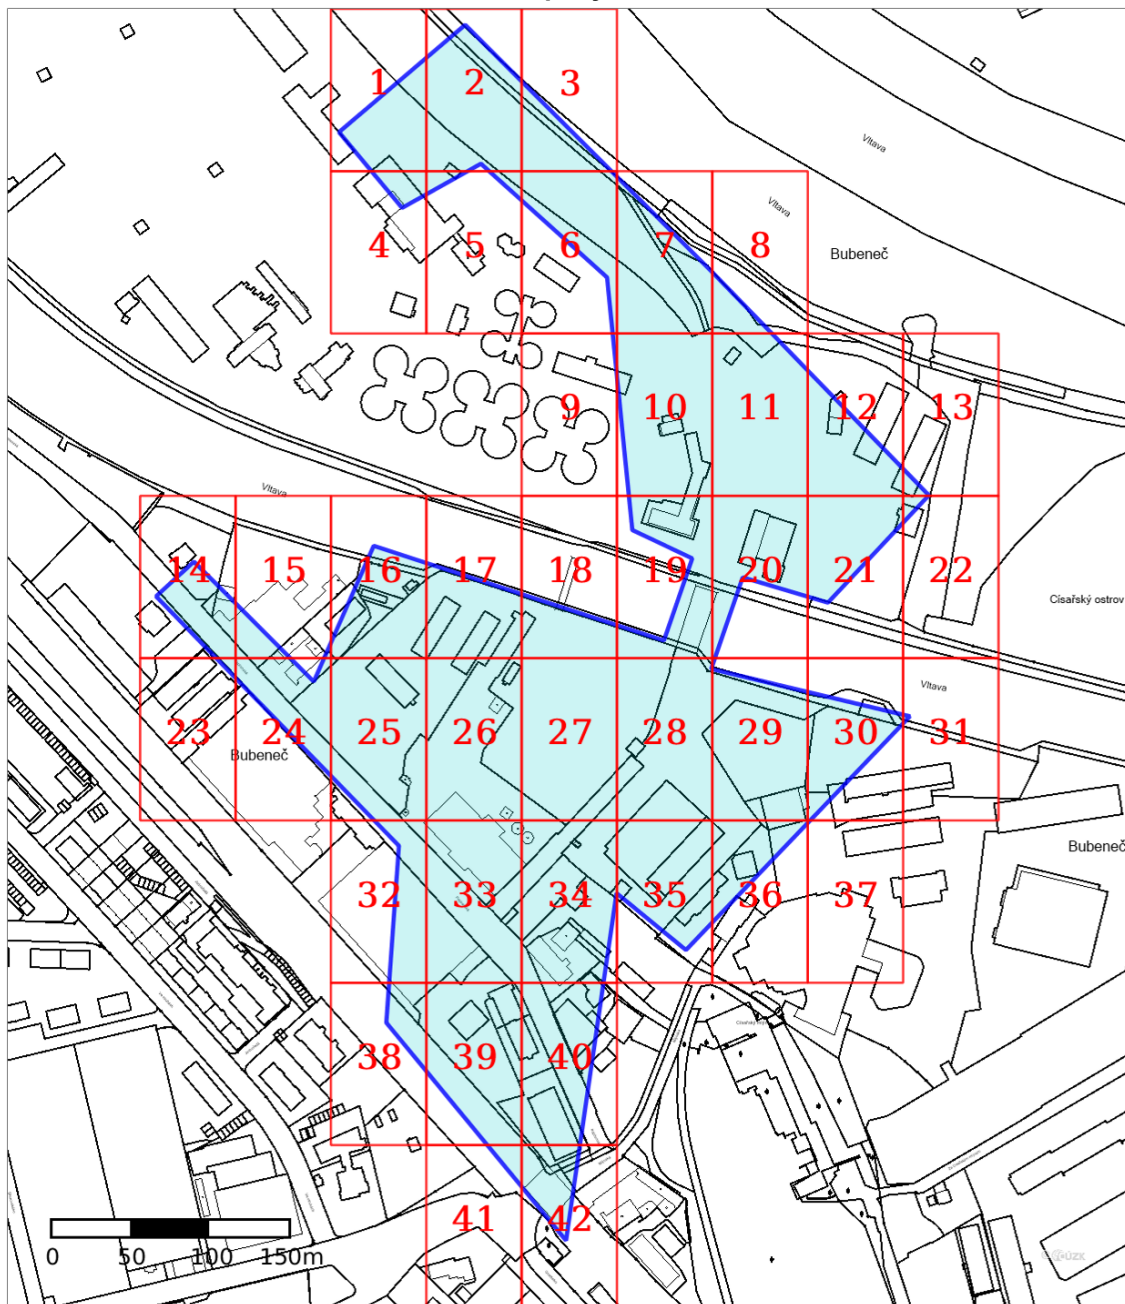 1 2 3
Vltava
4 5 6 7 8
Vltava
Bubeneč
9 10 11 12 13
Vltava
14 15 16 17 18 19 20 21 22
Císařský ostrov
Vltava
23 24 25 26 27 28 29 30 31
Bubeneč
Bubeneč
32 33 34 35 36 37
38 39 40
41 42
0 50 100 150m